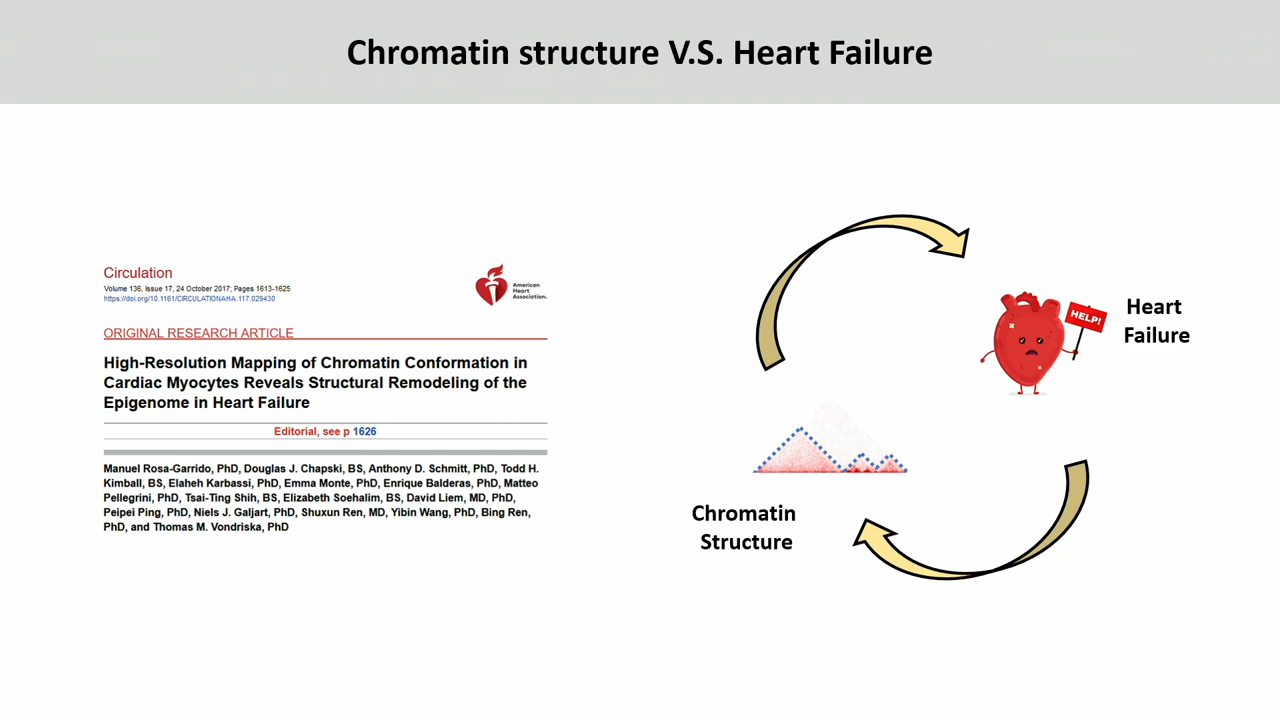 Chromatin structure V.S. Heart Failure
Circulation
Volume 136, Issue 17, 24 October 2017; Pages 1613-1625
https://doi.org/10.1161/CIRCULATIONAHA.117.029430
American
Heart
Association.
ORIGINAL RESEARCH ARTICLE
High-Resolution Mapping of Chromatin Conformation in
Cardiac Myocytes Reveals Structural Remodeling of the
Epigenome in Heart Failure
Editorial, see p 1626
Manuel Rosa-Garrido, PhD, Douglas J. Chapski, BS, Anthony D. Schmitt, PhD, Todd H.
Kimball, BS, Elaheh Karbassi, PhD, Emma Monte, PhD, Enrique Balderas, PhD, Matteo
Pellegrini, PhD, Tsai-Ting Shih, BS, Elizabeth Soehalim, BS, David Liem, MD, PhD,
Peipei Ping, PhD, Niels J. Galjart, PhD, Shuxun Ren, MD, Yibin Wang, PhD, Bing Ren,
PhD, and Thomas M. Vondriska, PhD
HELP!
Heart
Failure
Chromatin
Structure